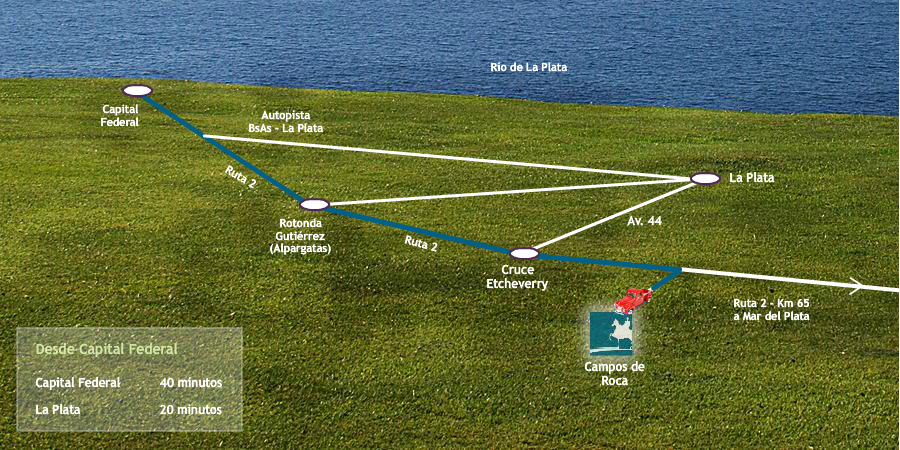 Rio de La Plata
Capital
Federal
Autopista
BsAs - La Plata
Ruta 2
La Plata
Rotonda
Gutiérrez
(Alpargatas)
Av. 44
Ruta 2
Cruce
Etcheverry
Ruta 2 - Km 65
a Mar del Plata
Campos de
Roca
Desde Capital Federal
Capital Federal 40 minutos
La Plata 20 minutos